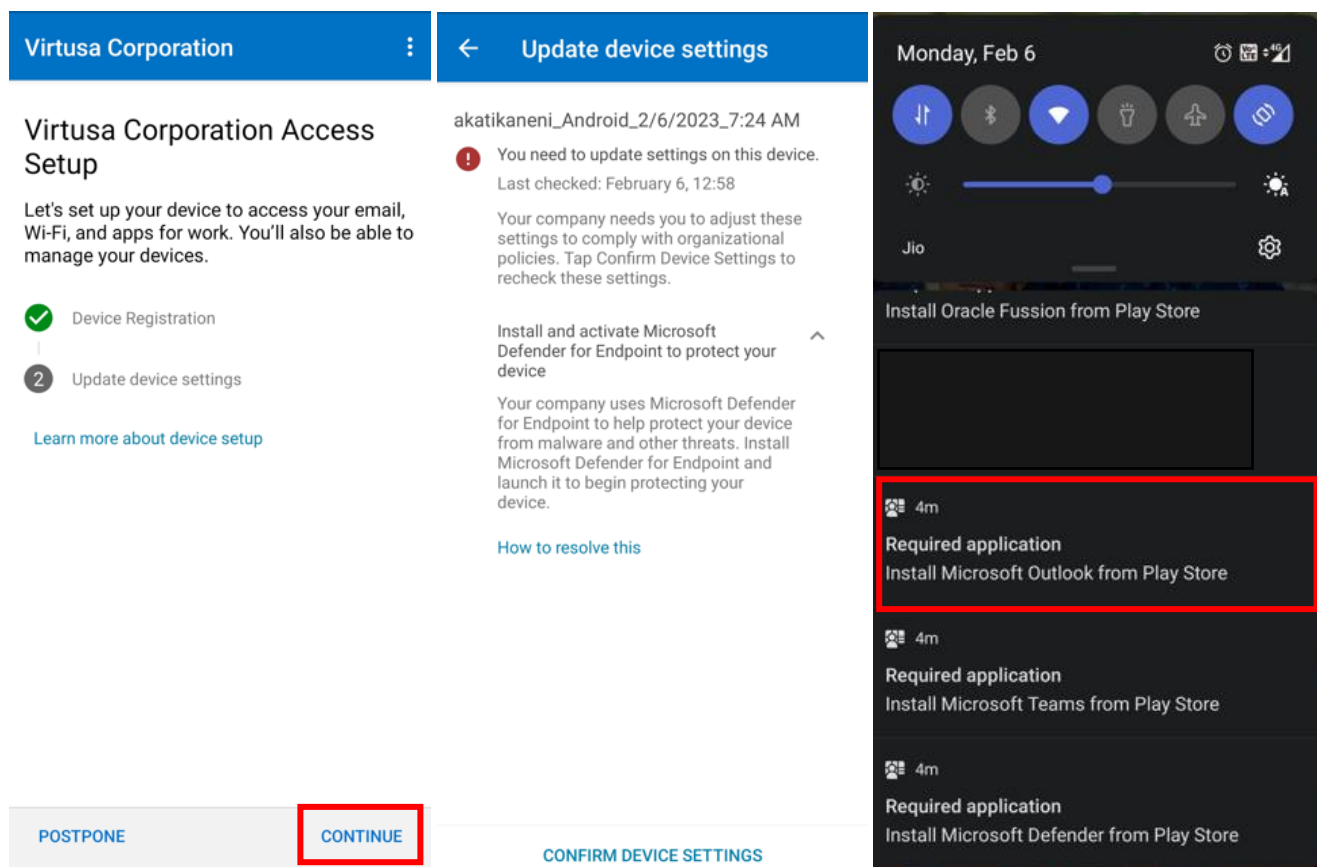 Virtusa Corporation
Virtusa Corporation Access
Setup
Let's set up your device to access your email,
Wi-Fi, and apps for work. You'll also be able to
manage your devices.
Device Registration
2 Update device settings
Learn more about device setup
POSTPONE
CONTINUE
Update device settings
akatikaneni_Android_2/6/2023_7:24 AM
You need to update settings on this device.
Last checked: February 6, 12:58
Your company needs you to adjust these
settings to comply with organizational
policies. Tap Confirm Device Settings to
recheck these settings.
Install and activate Microsoft
Defender for Endpoint to protect your
device
Your company uses Microsoft Defender
for Endpoint to help protect your device
from malware and other threats. Install
Microsoft Defender for Endpoint and
launch it to begin protecting your
device.
How to resolve this
CONFIRM DEVICE SETTINGS
Monday, Feb 6
4G
A
Jio
Install Oracle Fussion from Play Store
4m
Required application
Install Microsoft Outlook from Play Store
4m
Required application
Install Microsoft Teams from Play Store
4m
Required application
Install Microsoft Defender from Play Store